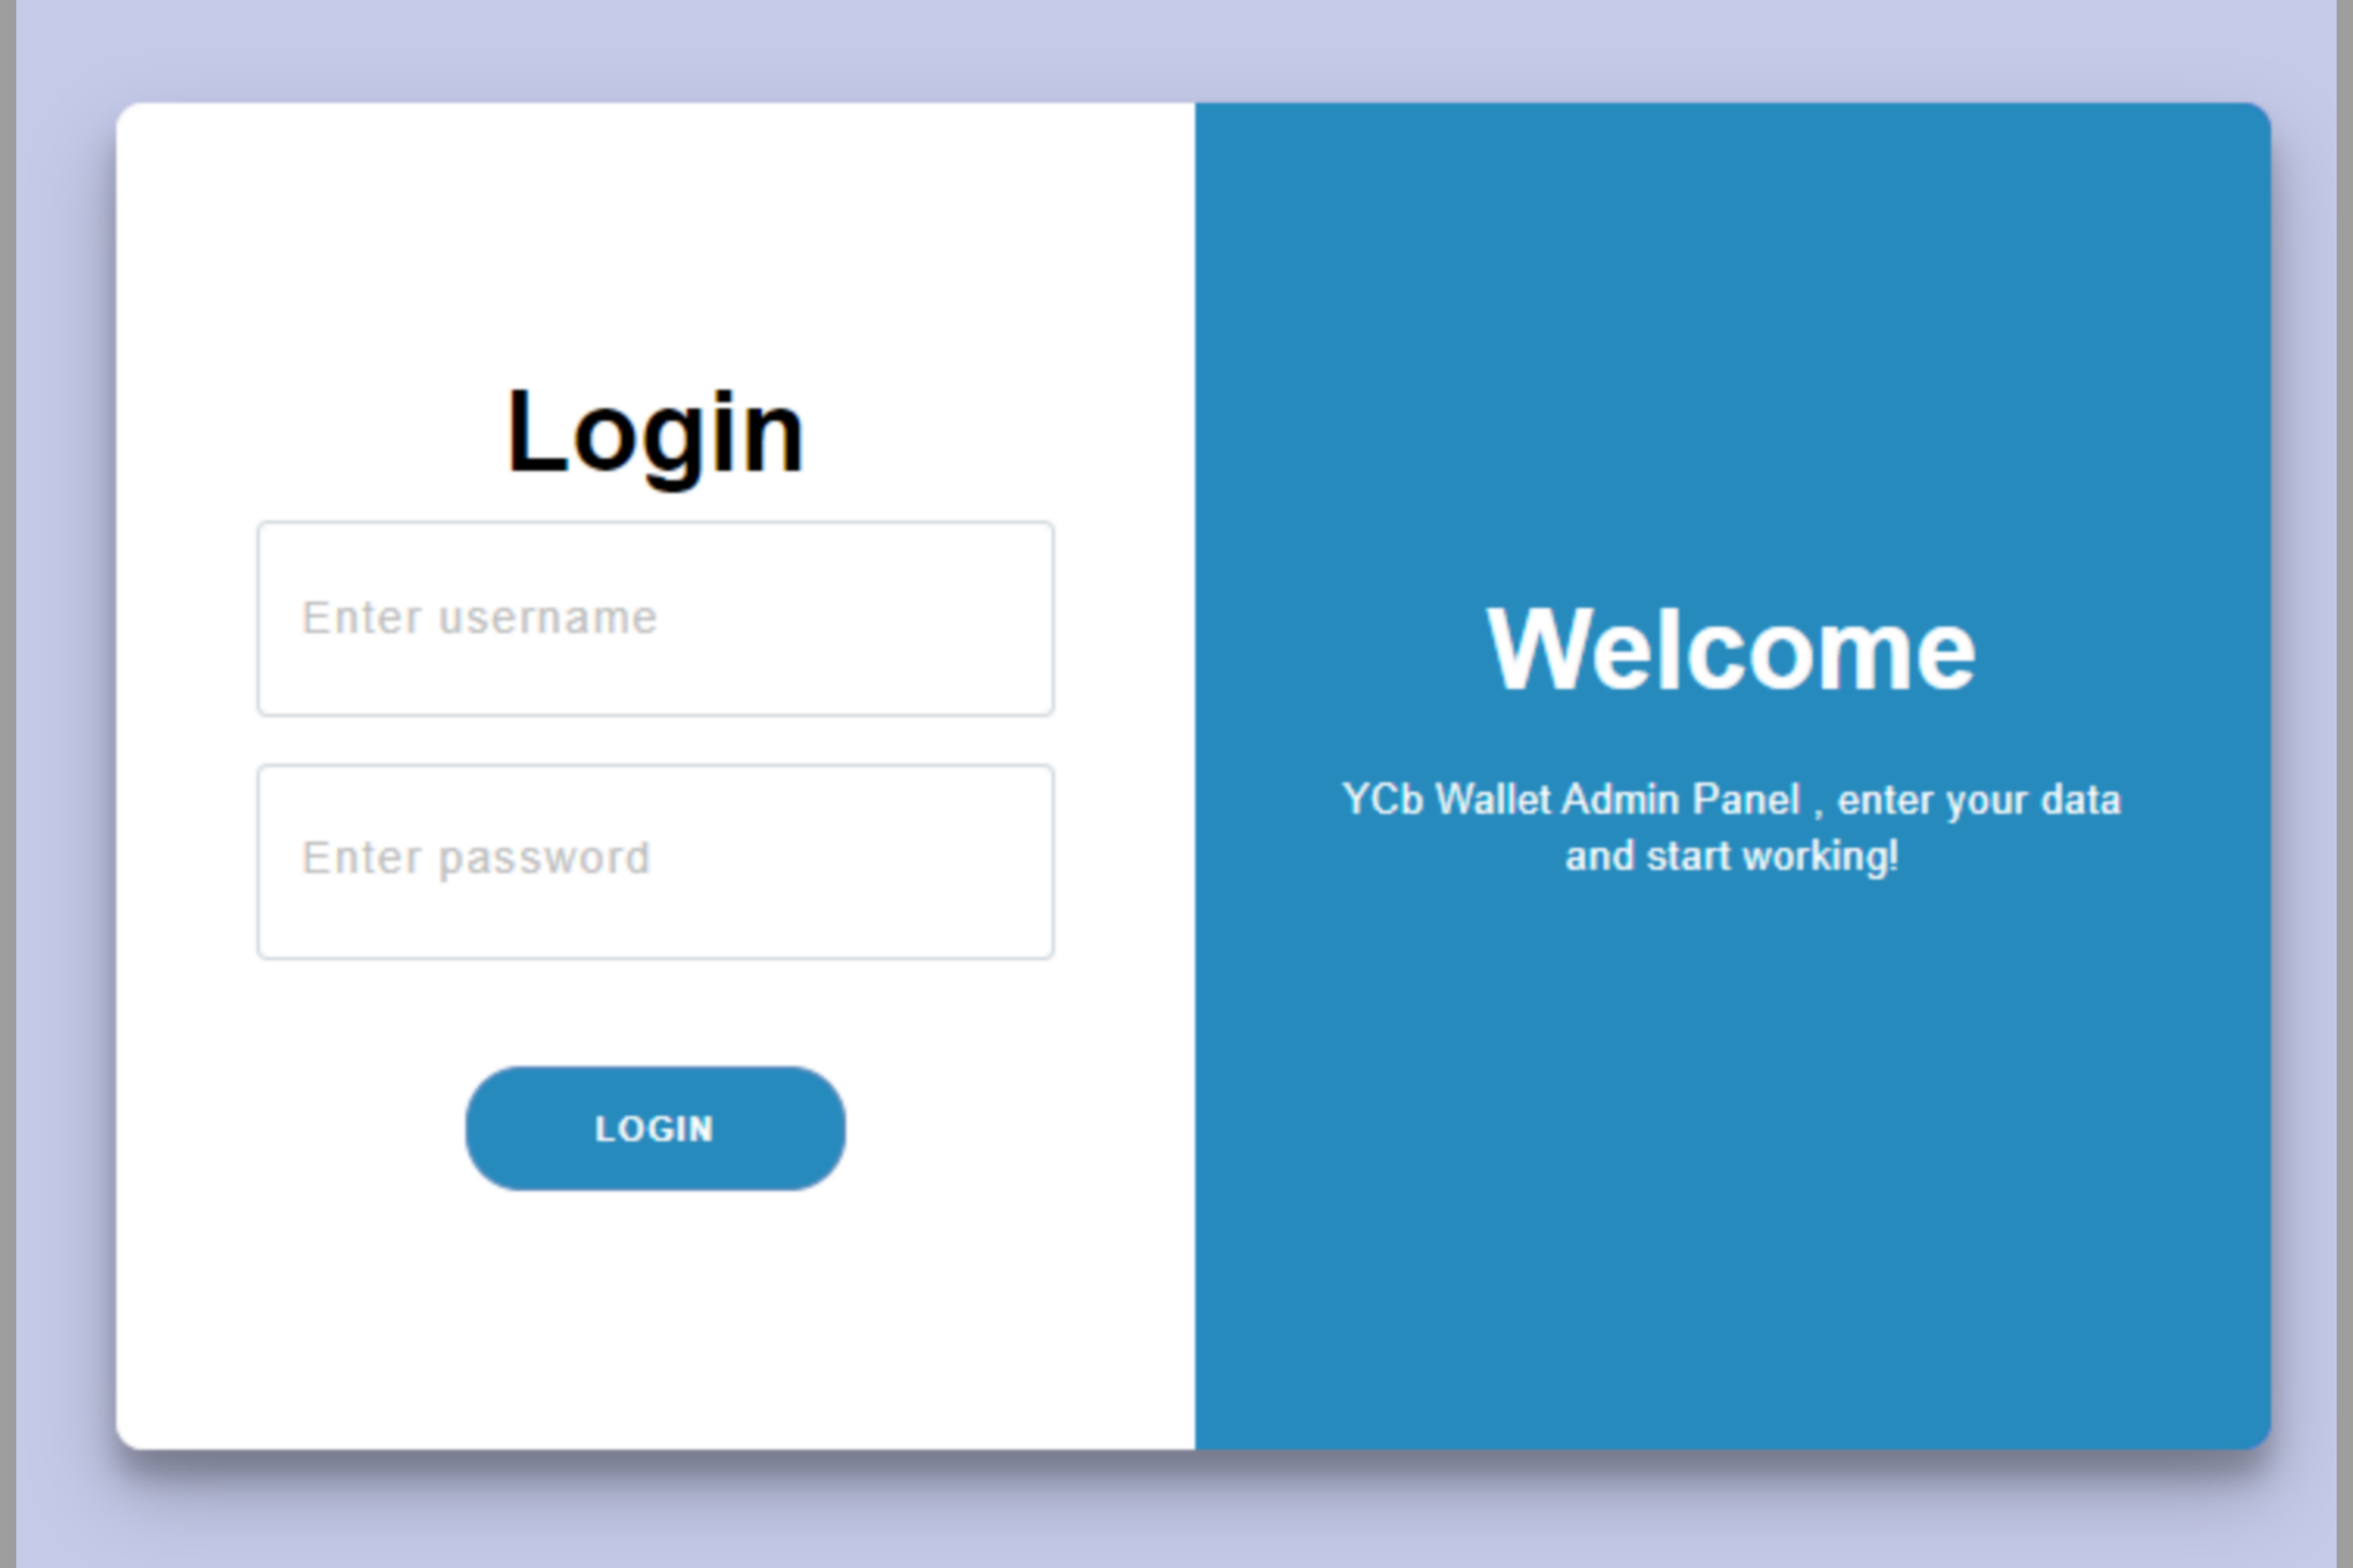 Login
Enter username
Enter password
LOGIN
Welcome
YCb Wallet Admin Panel , enter your data
and start working!